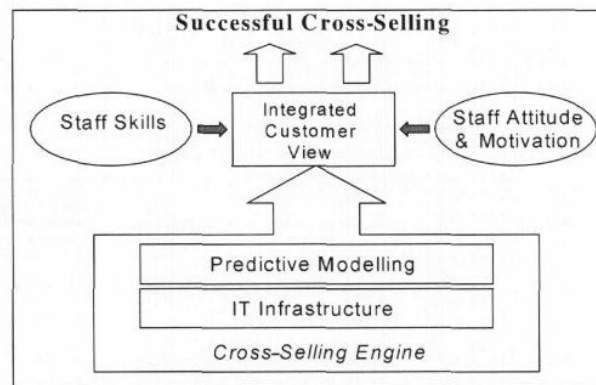 Successful Cross-Selling
Staff Skills
Integrated
Customer
View
Staff Attitude
& Motivation
Predictive Modelling
IT Infrastructure
Cross–Selling Engine